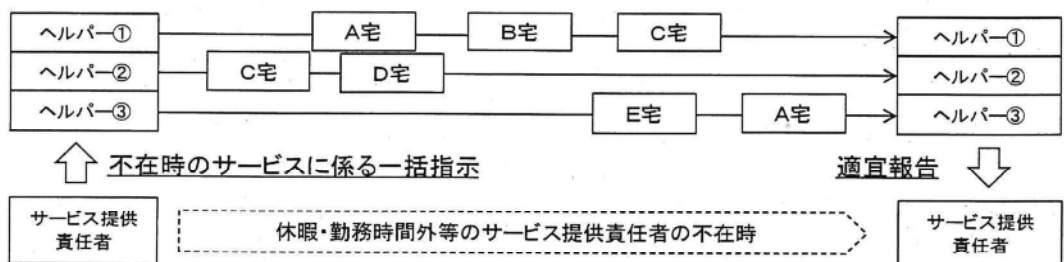 ヘルパー① A宅 B宅 C宅 ヘルパー①
ヘルパー② C宅 D宅 ヘルパー②
ヘルパー③ E宅 A宅 ヘルパー③
不在時のサービスに係る一括指示 適宜報告
サービス提供
責任者
休暇・勤務時間外等のサービス提供責任者の不在時
サービス提供
責任者